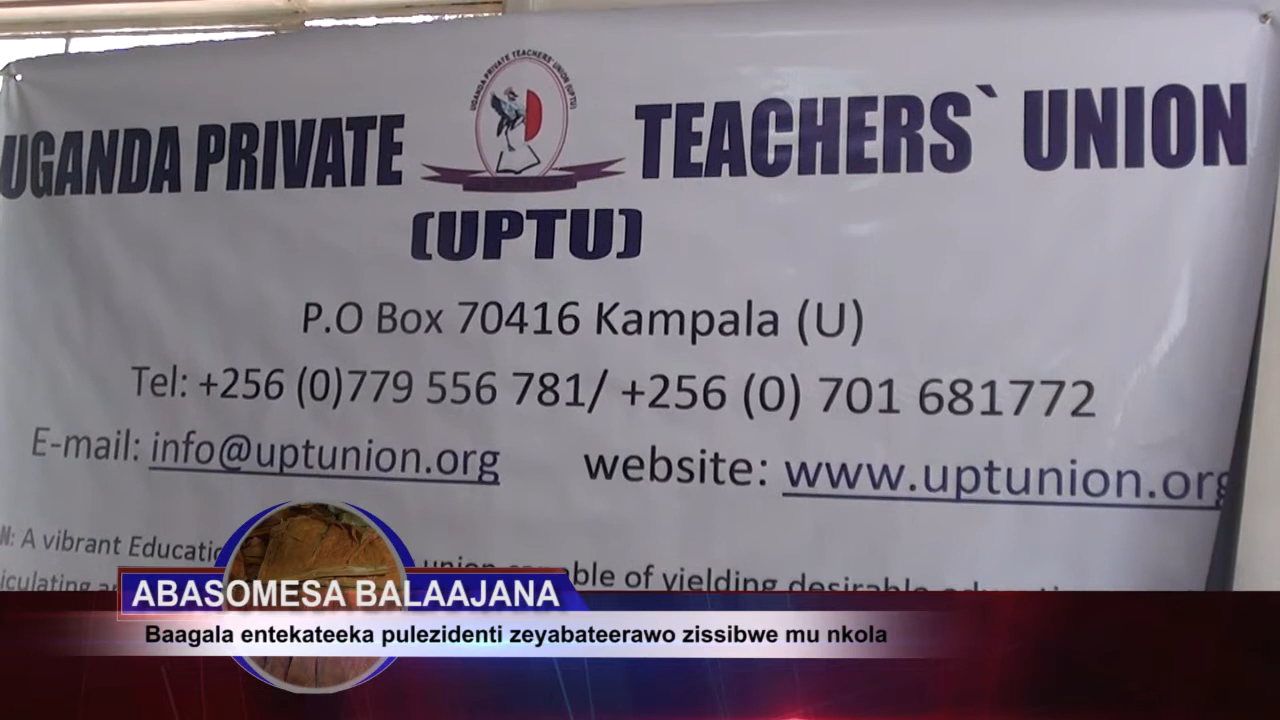 UGANDA PRIVATE TEACHERS` UNION
UGANDA PRIVATE TEACHERS' UNION (UPTU)
(UPTU)
P.O Box 70416 Kampala (U)
Tel: +256 (0)779 556 781/ +256 (0) 701 681772
E-mail: info@uptunion.org website: www.uptunion.org
N: A vibrant union of yielding desirable
ABASOMESA BALAAJANA
Baagala entekateeka pulezidenti zeyabateerawo zissibwe mu nkola